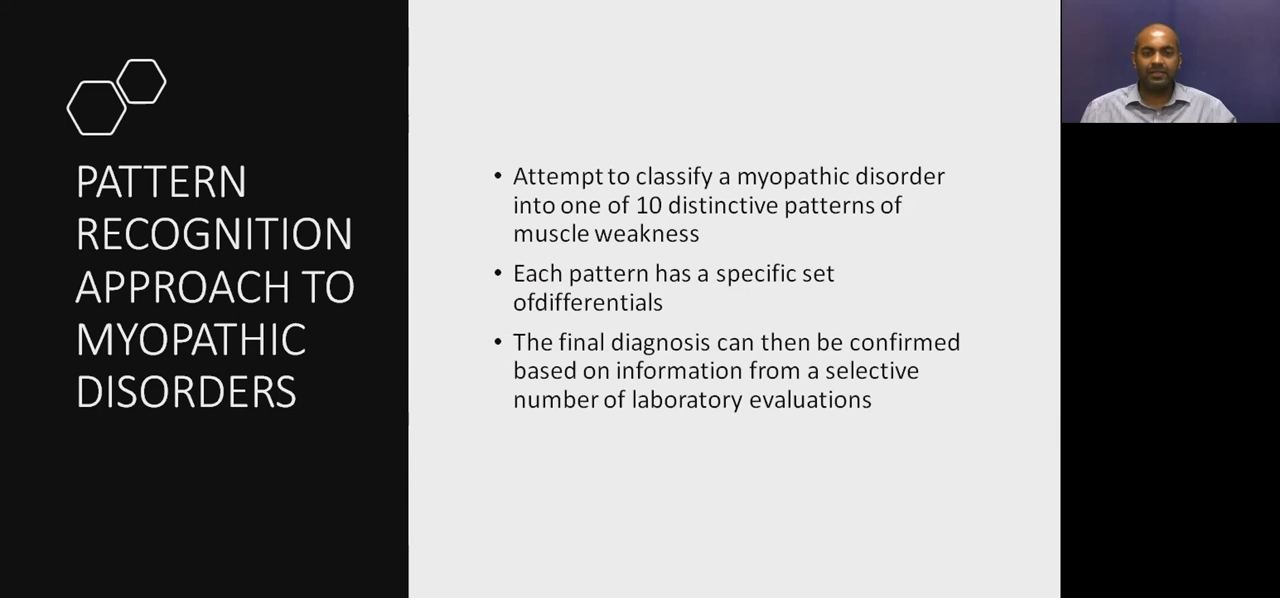 PATTERN
RECOGNITION
APPROACH TO
MYOPATHIC
DISORDERS
• Attempt to classify a myopathic disorder
into one of 10 distinctive patterns of
muscle weakness
• Each pattern has a specific set
ofdifferentials
• The final diagnosis can then be confirmed
based on information from a selective
number of laboratory evaluations